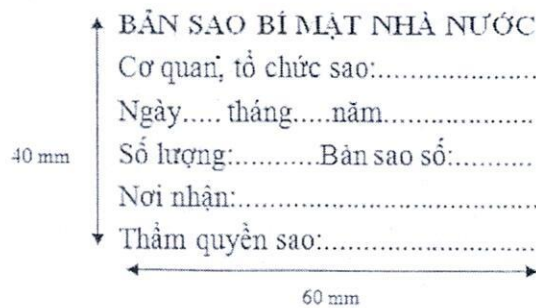 BẢN SAO BÍ MẬT NHÀ NƯỚC
Cơ quan, tổ chức sao:....................
Ngày..... tháng.....năm....................
Số lượng:..........Bản sao số:..........
40 mm
Nơi nhận:....................................
Thẩm quyền sao:...........................
60 mm